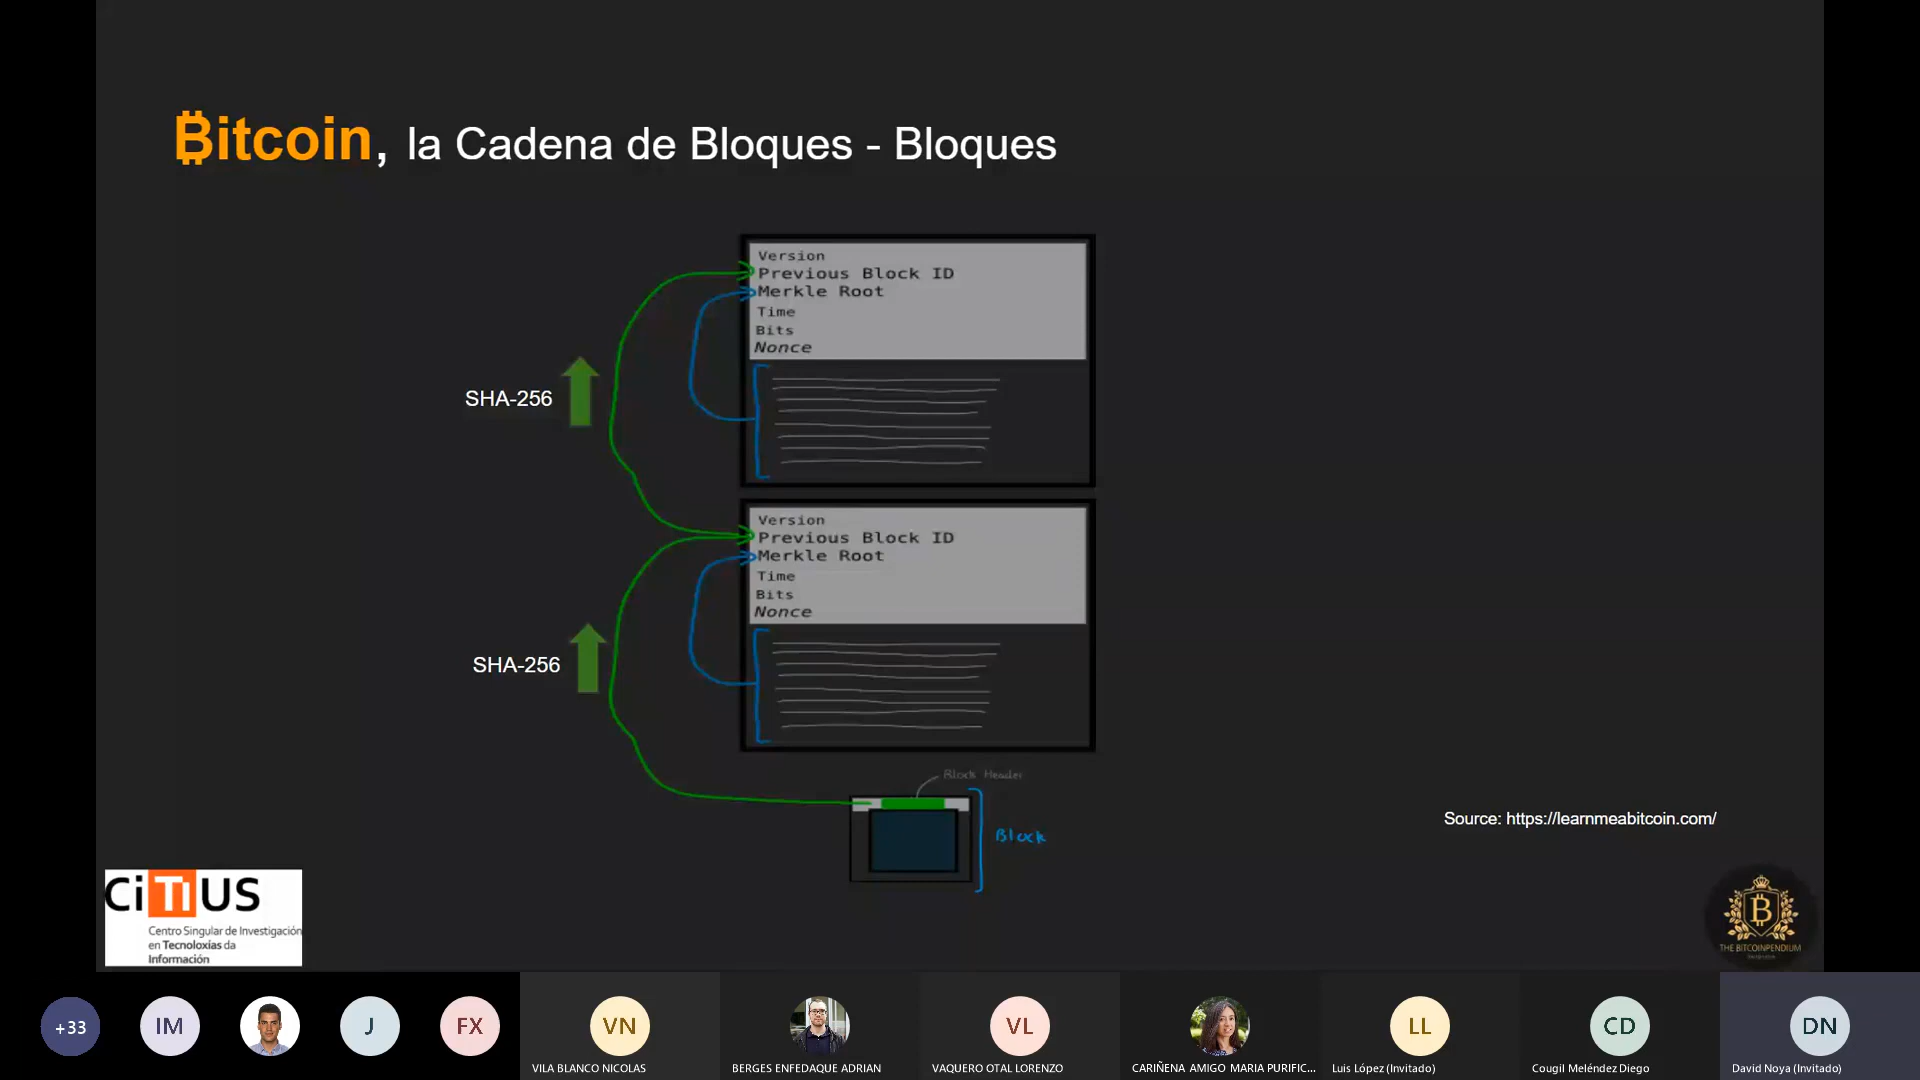 ₿itcoin, la Cadena de Bloques - Bloques
Version
Previous Block ID
Merkle Root
Time
Bits
Nonce
SHA-256
Version
Previous Block ID
Merkle Root
Time
Bits
Nonce
SHA-256
Block Header
Block
Source: https://learnmeabitcoin.com/
CiTIUS
Centro Singular de Investigación
en Tecnoloxías da
Información
B
THE BITCOINPENDIUM
+33
IM
J
FX
VN
VL
LL
CD
DN
VILA BLANCO NICOLAS
BERGES ENFEDAQUE ADRIAN
VAQUERO OTAL LORENZO
CARIÑENA AMIGO MARIA PURIFIC...
Luis López (Invitado)
Cougil Meléndez Diego
David Noya (Invitado)